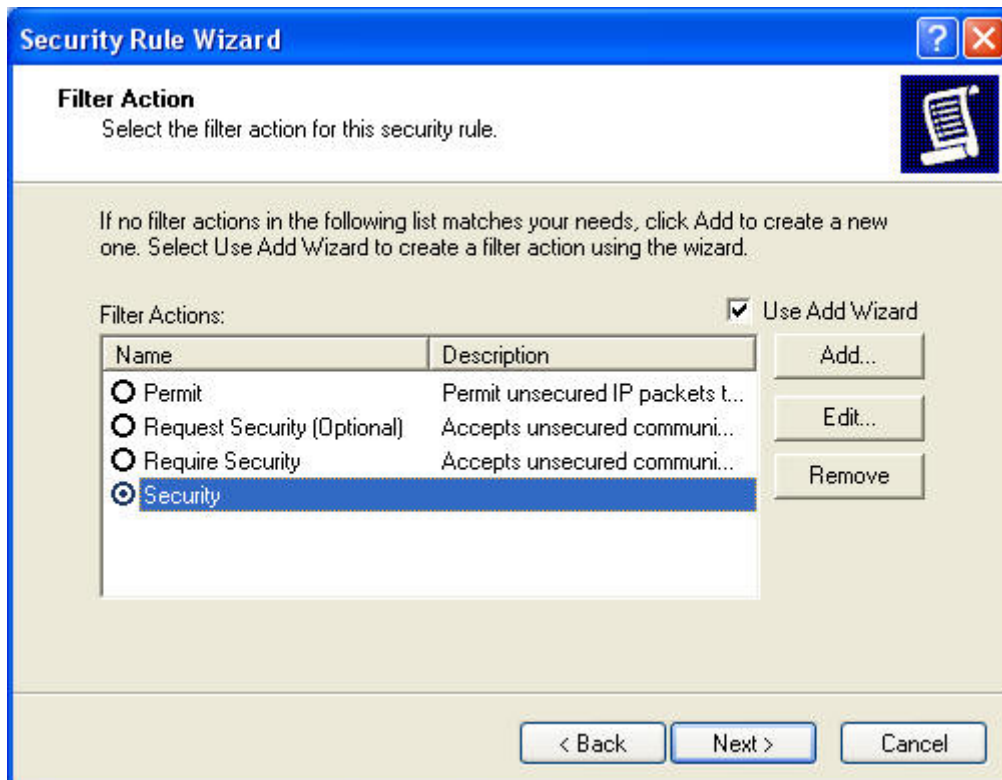 Security Rule Wizard
Filter Action
Select the filter action for this security rule.
If no filter actions in the following list matches your needs, click Add to create a new
one. Select Use Add Wizard to create a filter action using the wizard.
Filter Actions:
Use Add Wizard
Name Description
Add...
Permit Permit unsecured IP packets t...
Request Security (Optional) Accepts unsecured communi...
Edit...
Require Security Accepts unsecured communi...
Remove
Security
< Back Next > Cancel